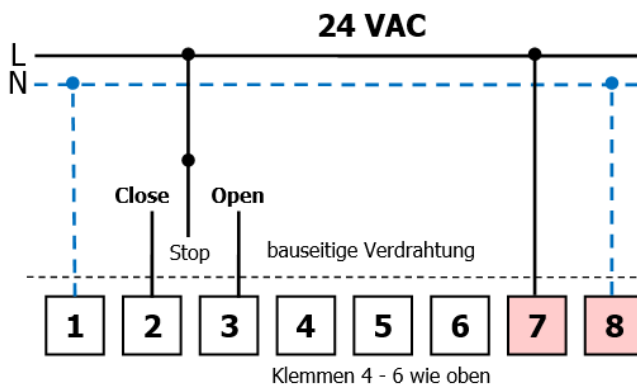 24 VAC
L
N
Close Open
Stop bauseitige Verdrahtung
1 2 3 4 5 6 7 8
Klemmen 4 - 6 wie oben